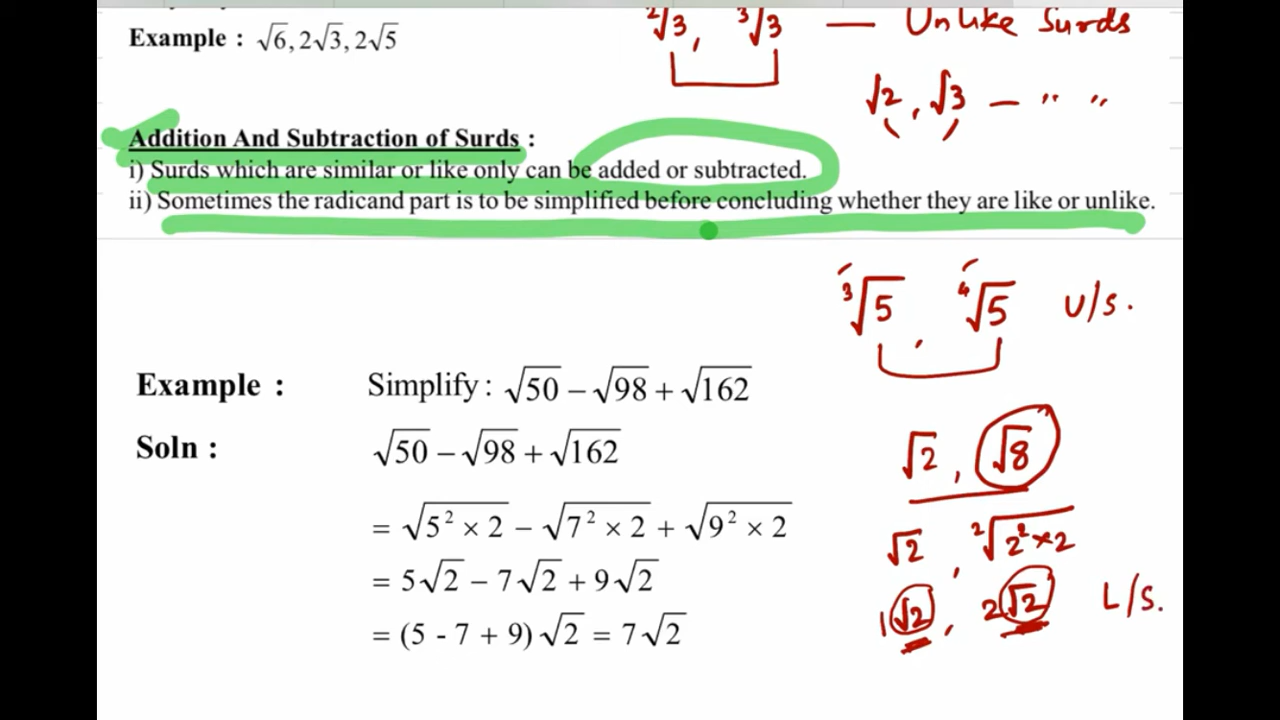 ²√3, ³√3 — Unlike Surds
Example : √6, 2√3, 2√5
√2, √3 — " "
Addition And Subtraction of Surds :
i) Surds which are similar or like only can be added or subtracted.
ii) Sometimes the radicand part is to be simplified before concluding whether they are like or unlike.
³√5, ⁴√5 U/S.
Example : Simplify : √50 − √98 + √162
Soln : √50 − √98 + √162
√2, √8
= √5² × 2 − √7² × 2 + √9² × 2
√2, ²√2² × 2
= 5√2 − 7√2 + 9√2
1√2, 2√2 L/S.
= (5 - 7 + 9) √2 = 7√2